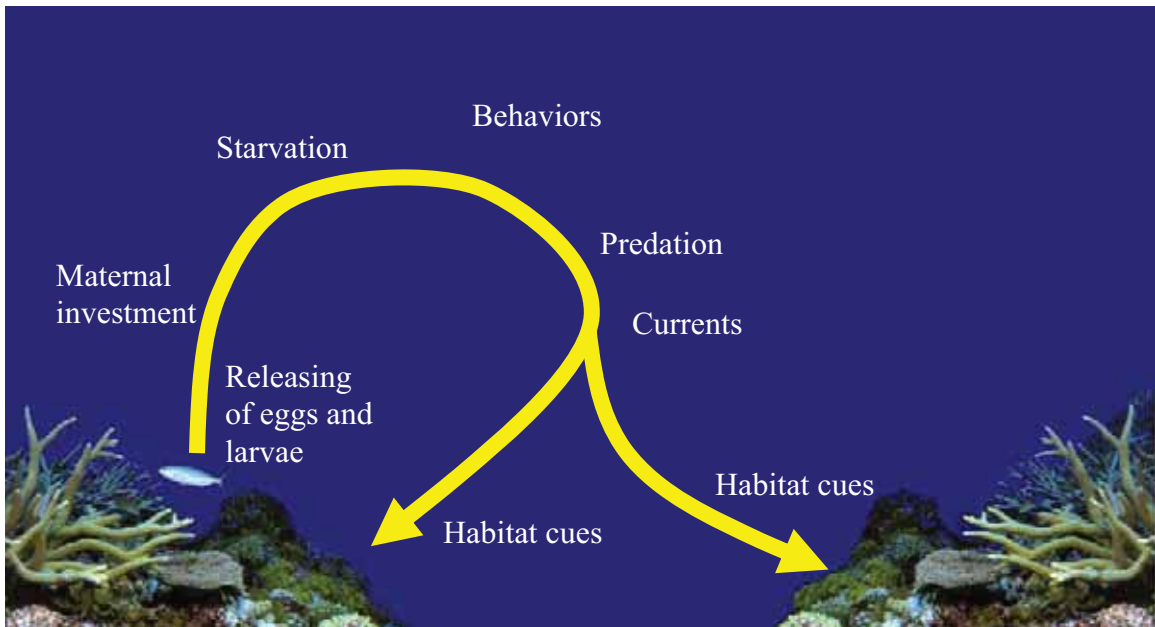 Behaviors
Starvation
Predation
Maternal
investment
Currents
Releasing
of eggs and
larvae
Habitat cues
Habitat cues